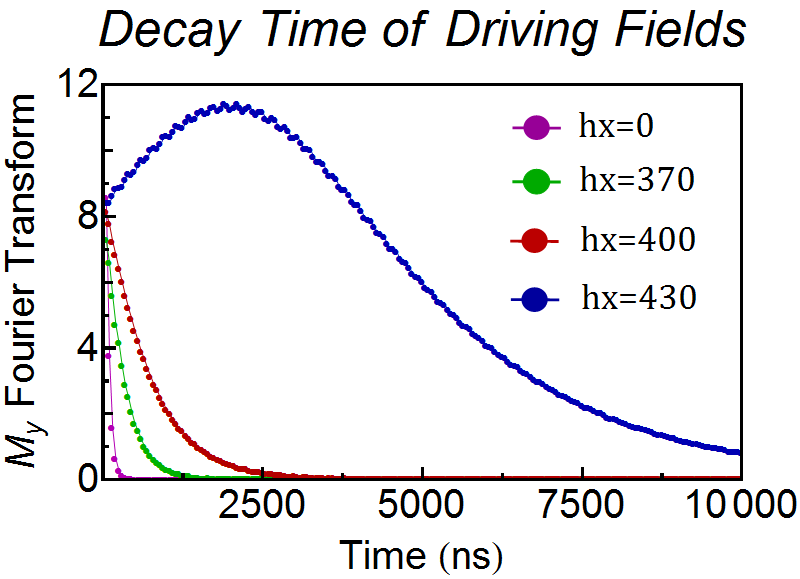 Decay Time of Driving Fields
My Fourier Transform
12
8
4
0
hx=0
hx=370
hx=400
hx=430
2500
5000
7500
10000
Time (ns)